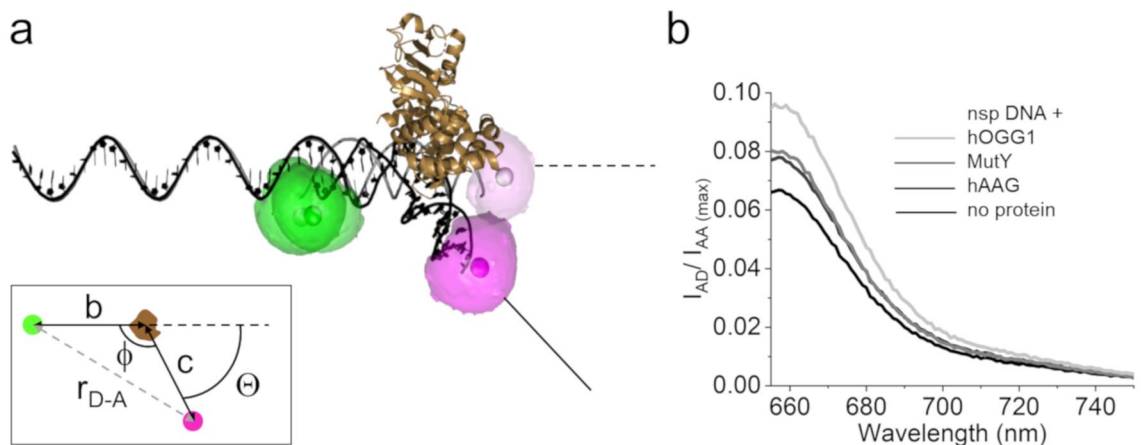 a
b
ϕ
c
r_D-A
Θ
b
I_AD/ I_AA (max)
0.10
0.08
0.06
0.04
0.02
0.00
nsp DNA +
hOGG1
MutY
hAAG
no protein
660
680
700
720
740
Wavelength (nm)